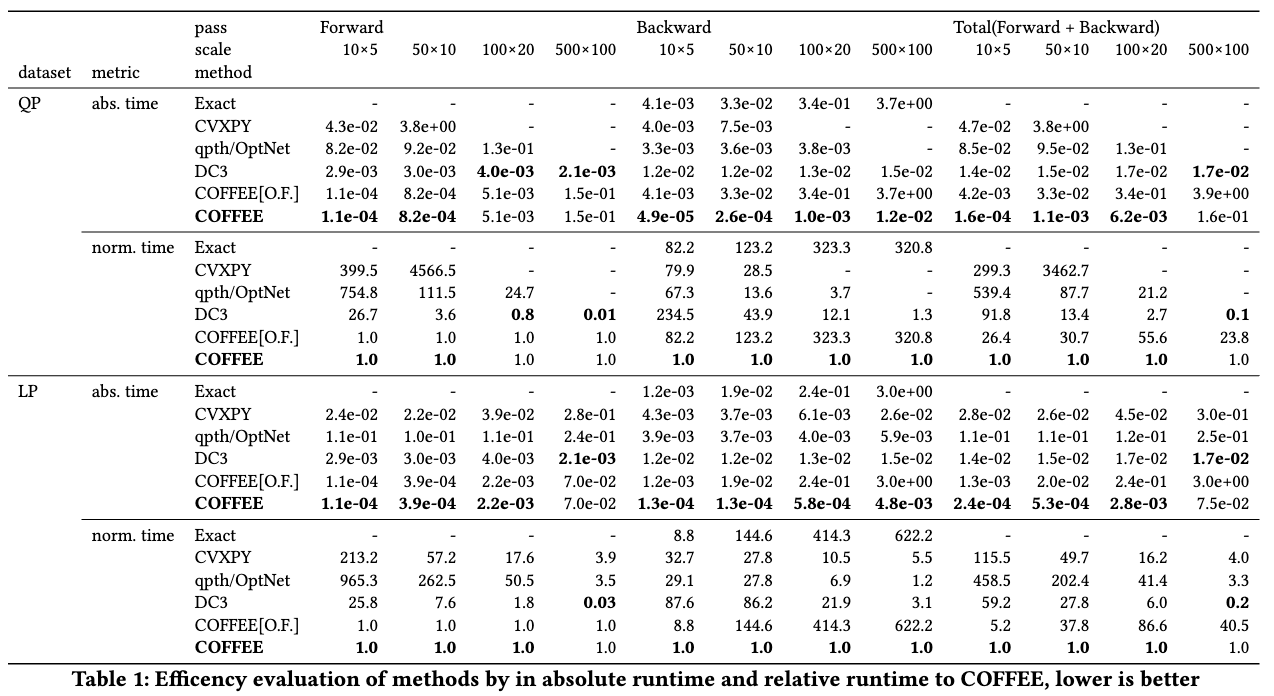 pass Forward Backward Total(Forward + Backward)
scale 10×5 50×10 100×20 500×100 10×5 50×10 100×20 500×100 10×5 50×10 100×20 500×100
dataset metric method
QP abs. time Exact - - - - 4.1e-03 3.3e-02 3.4e-01 3.7e+00 - - - -
CVXPY 4.3e-02 3.8e+00 - - 4.0e-03 7.5e-03 - - 4.7e-02 3.8e+00 - -
qpth/OptNet 8.2e-02 9.2e-02 1.3e-01 - 3.3e-03 3.6e-03 3.8e-03 - 8.5e-02 9.5e-02 1.3e-01 -
DC3 2.9e-03 3.0e-03 4.0e-03 2.1e-03 1.2e-02 1.2e-02 1.3e-02 1.5e-02 1.4e-02 1.5e-02 1.7e-02 1.7e-02
COFFEE[O.F.] 1.1e-04 8.2e-04 5.1e-03 1.5e-01 4.1e-03 3.3e-02 3.4e-01 3.7e+00 4.2e-03 3.3e-02 3.4e-01 3.9e+00
COFFEE 1.1e-04 8.2e-04 5.1e-03 1.5e-01 4.9e-05 2.6e-04 1.0e-03 1.2e-02 1.6e-04 1.1e-03 6.2e-03 1.6e-01
norm. time Exact - - - - 82.2 123.2 323.3 320.8 - - - -
CVXPY 399.5 4566.5 - - 79.9 28.5 - - 299.3 3462.7 - -
qpth/OptNet 754.8 111.5 24.7 - 67.3 13.6 3.7 - 539.4 87.7 21.2 -
DC3 26.7 3.6 0.8 0.01 234.5 43.9 12.1 1.3 91.8 13.4 2.7 0.1
COFFEE[O.F.] 1.0 1.0 1.0 1.0 82.2 123.2 323.3 320.8 26.4 30.7 55.6 23.8
COFFEE 1.0 1.0 1.0 1.0 1.0 1.0 1.0 1.0 1.0 1.0 1.0 1.0
LP abs. time Exact - - - - 1.2e-03 1.9e-02 2.4e-01 3.0e+00 - - - -
CVXPY 2.4e-02 2.2e-02 3.9e-02 2.8e-01 4.3e-03 3.7e-03 6.1e-03 2.6e-02 2.8e-02 2.6e-02 4.5e-02 3.0e-01
qpth/OptNet 1.1e-01 1.0e-01 1.1e-01 2.4e-01 3.9e-03 3.7e-03 4.0e-03 5.9e-03 1.1e-01 1.1e-01 1.2e-01 2.5e-01
DC3 2.9e-03 3.0e-03 4.0e-03 2.1e-03 1.2e-02 1.2e-02 1.3e-02 1.5e-02 1.4e-02 1.5e-02 1.7e-02 1.7e-02
COFFEE[O.F.] 1.1e-04 3.9e-04 2.2e-03 7.0e-02 1.2e-03 1.9e-02 2.4e-01 3.0e+00 1.3e-03 2.0e-02 2.4e-01 3.0e+00
COFFEE 1.1e-04 3.9e-04 2.2e-03 7.0e-02 1.3e-04 1.3e-04 5.8e-04 4.8e-03 2.4e-04 5.3e-04 2.8e-03 7.5e-02
norm. time Exact - - - - 8.8 144.6 414.3 622.2 - - - -
CVXPY 213.2 57.2 17.6 3.9 32.7 27.8 10.5 5.5 115.5 49.7 16.2 4.0
qpth/OptNet 965.3 262.5 50.5 3.5 29.1 27.8 6.9 1.2 458.5 202.4 41.4 3.3
DC3 25.8 7.6 1.8 0.03 87.6 86.2 21.9 3.1 59.2 27.8 6.0 0.2
COFFEE[O.F.] 1.0 1.0 1.0 1.0 8.8 144.6 414.3 622.2 5.2 37.8 86.6 40.5
COFFEE 1.0 1.0 1.0 1.0 1.0 1.0 1.0 1.0 1.0 1.0 1.0 1.0
Table 1: Efficency evaluation of methods by in absolute runtime and relative runtime to COFFEE, lower is better